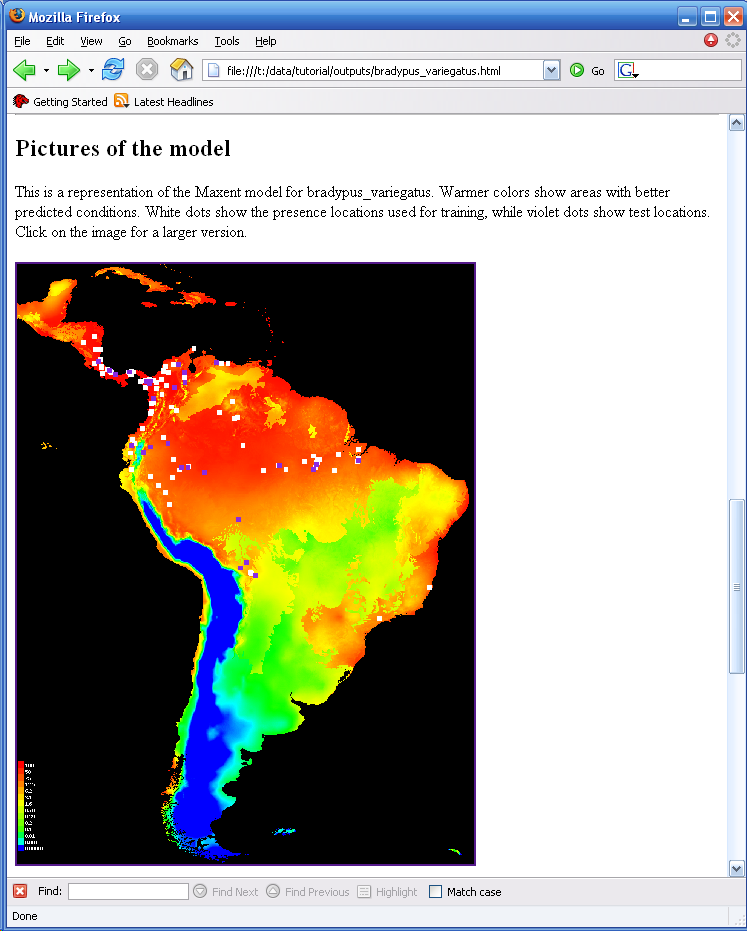 Mozilla Firefox
File Edit View Go Bookmarks Tools Help
file:///t:/data/tutorial/outputs/bradypus_variegatus.html
Go
G
Getting Started
Latest Headlines
Pictures of the model
This is a representation of the Maxent model for bradypus_variegatus. Warmer colors show areas with better
predicted conditions. White dots show the presence locations used for training, while violet dots show test locations.
Click on the image for a larger version.
100
50
Find:
Find Next
Find Previous
Highlight
Match case
Done